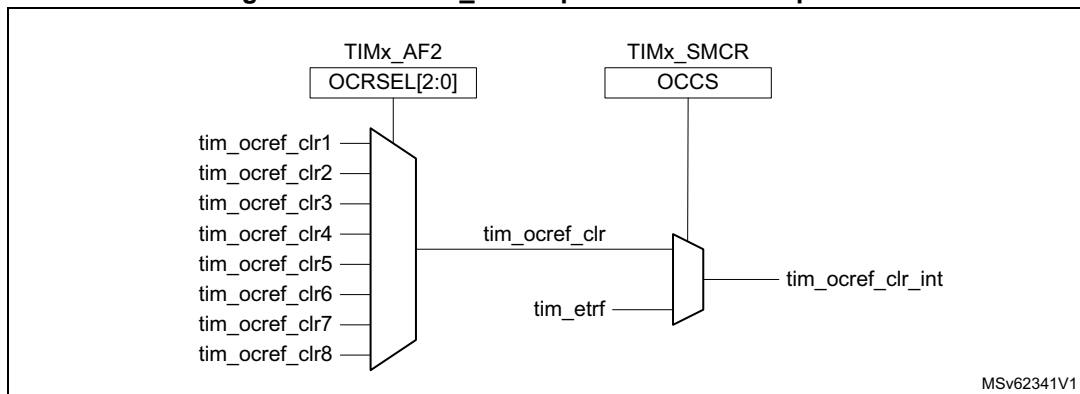 TIMx_AF2
TIMx_SMCR
OCRSEL[2:0]
OCCS
tim_ocref_clr1
tim_ocref_clr2
tim_ocref_clr3
tim_ocref_clr4
tim_ocref_clr
tim_ocref_clr5
tim_ocref_clr_int
tim_ocref_clr6
tim_etrf
tim_ocref_clr7
tim_ocref_clr8
MSv62341V1